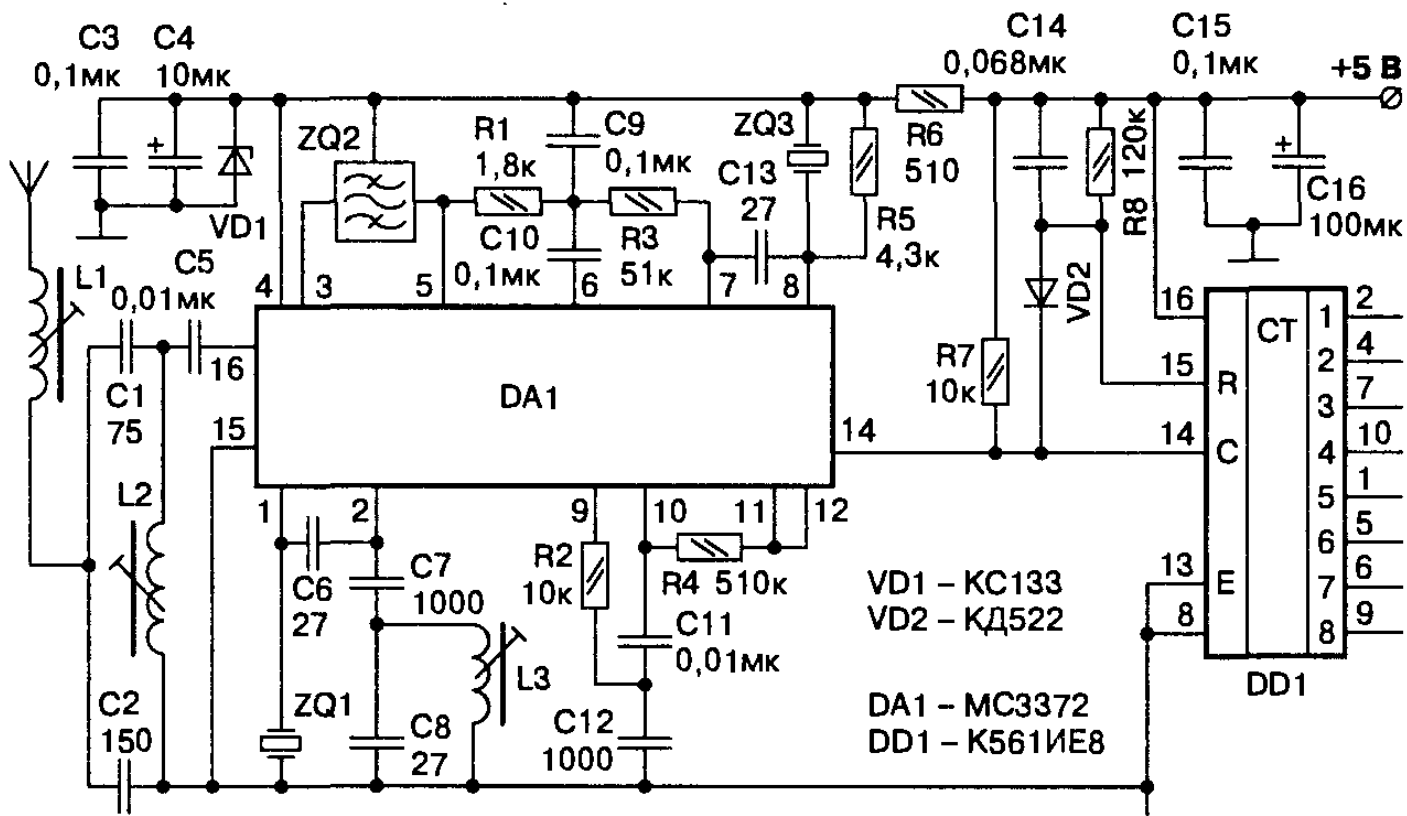 C3
0,1мк
C4
10мк
C14
0,068мк
C15
0,1мк
+5 В
ZQ2
R1
1,8к
C9
0,1мк
ZQ3
R6
510
R8 120к
+
+
C16
100мк
VD1
C10
0,1мк
R3
51к
C13
27
R5
4,3к
L1
C5
0,01мк
4
3
5
6
7
8
VD2
16
CT
1
2
2
4
16
C1
75
DA1
R7
10к
15
R
3
7
15
14
14
C
4
10
L2
5
1
1
2
9
10
11
12
6
5
C6
27
C7
1000
R2
10к
R4 510к
VD1 – КС133
VD2 – КД522
13
E
7
6
8
8
9
C11
0,01мк
L3
DD1
C2
150
ZQ1
C8
27
C12
1000
DA1 – МС3372
DD1 – К561ИЕ8